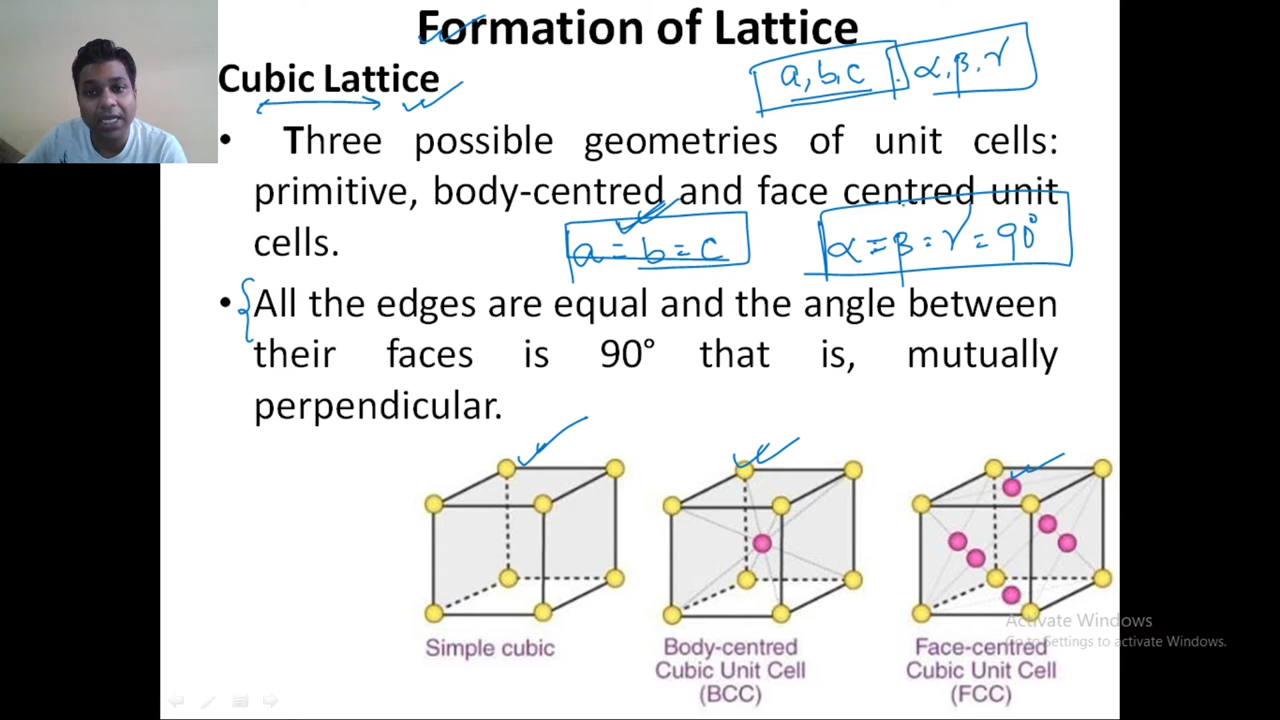 Formation of Lattice
Cubic Lattice
a, b, c α, β, γ
• Three possible geometries of unit cells:
primitive, body-centred and face centred unit
cells.
a = b = c α = β = γ = 90°
• All the edges are equal and the angle between
their faces is 90° that is, mutually
perpendicular.
Simple cubic
Body-centred
Cubic Unit Cell
(BCC)
Face-centred
Cubic Unit Cell
(FCC)
Activate Windows
Go to Settings to activate Windows.